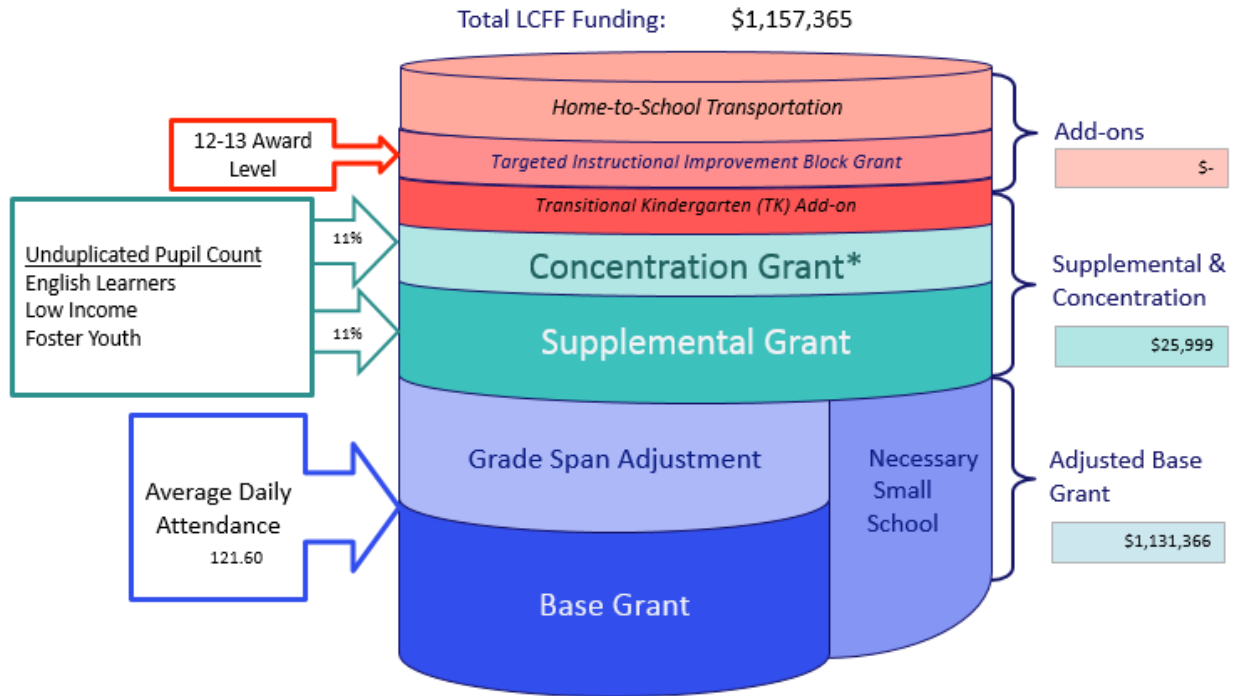 Total LCFF Funding: $1,157,365
Home-to-School Transportation
12-13 Award
Level
Targeted Instructional Improvement Block Grant
Add-ons
$-
Transitional Kindergarten (TK) Add-on
Unduplicated Pupil Count
English Learners
Low Income
Foster Youth
11%
11%
Concentration Grant*
Supplemental Grant
Supplemental &
Concentration
$25,999
Average Daily
Attendance
121.60
Grade Span Adjustment
Necessary
Small
School
Base Grant
Adjusted Base
Grant
$1,131,366